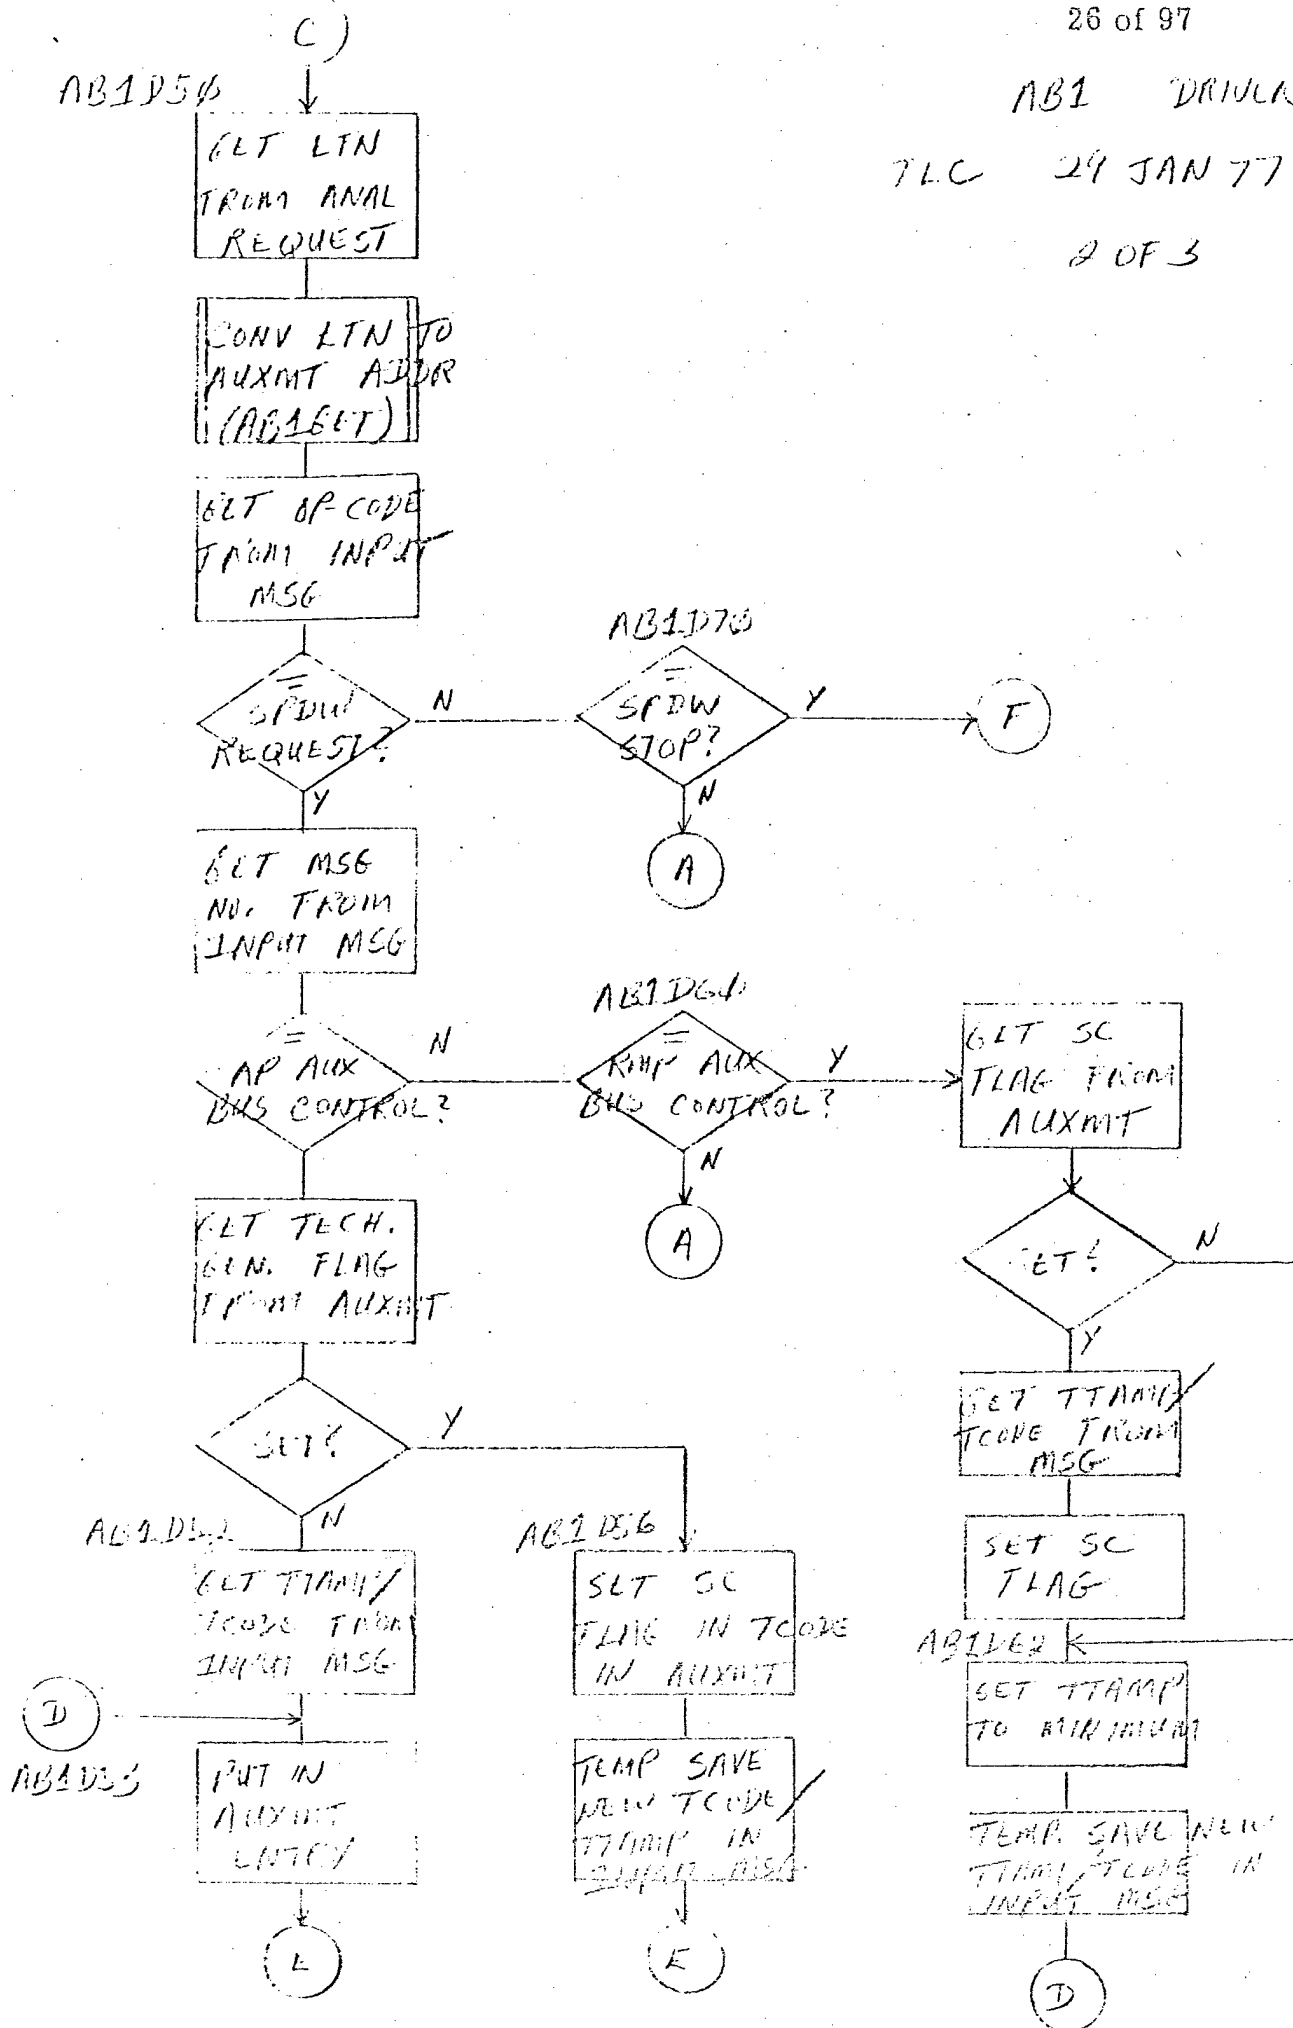 26 of 97
C)
AB1D50
AB1 DRIVER
TLC 29 JAN 77
2 OF 3
GET LTN
FROM ANAL
REQUEST
CONV LTN TO
AUXMT ADDR
(AB1GET)
GET OP-CODE
FROM INPUT
MSG
AB1D70
=
SPDW
REQUEST?
N
Y
=
SPDW
STOP?
Y
N
F
A
GET MSG
NO. FROM
INPUT MSG
AB1D60
=
AP AUX
BUS CONTROL?
N
=
RMP AUX
BUS CONTROL?
Y
N
A
GET SC
FLAG FROM
AUXMT
GET TECH.
GEN. FLAG
FROM AUXMT
SET?
N
Y
SET?
Y
N
GET TTAMP/
TCODE FROM
MSG
SET SC
FLAG
AB1D52
GET TTAMP/
TCODE FROM
INPUT MSG
AB1D56
SET SC
FLAG IN TCODE
IN AUXMT
AB1D62
SET TTAMP
TO MINIMUM
D
AB1D53
PUT IN
AUXMT
ENTRY
TEMP SAVE
NEW TCODE/
TTAMP IN
INPUT MSG
TEMP. SAVE NEW
TTAMP/TCODE IN
INPUT MSG
E
E
D